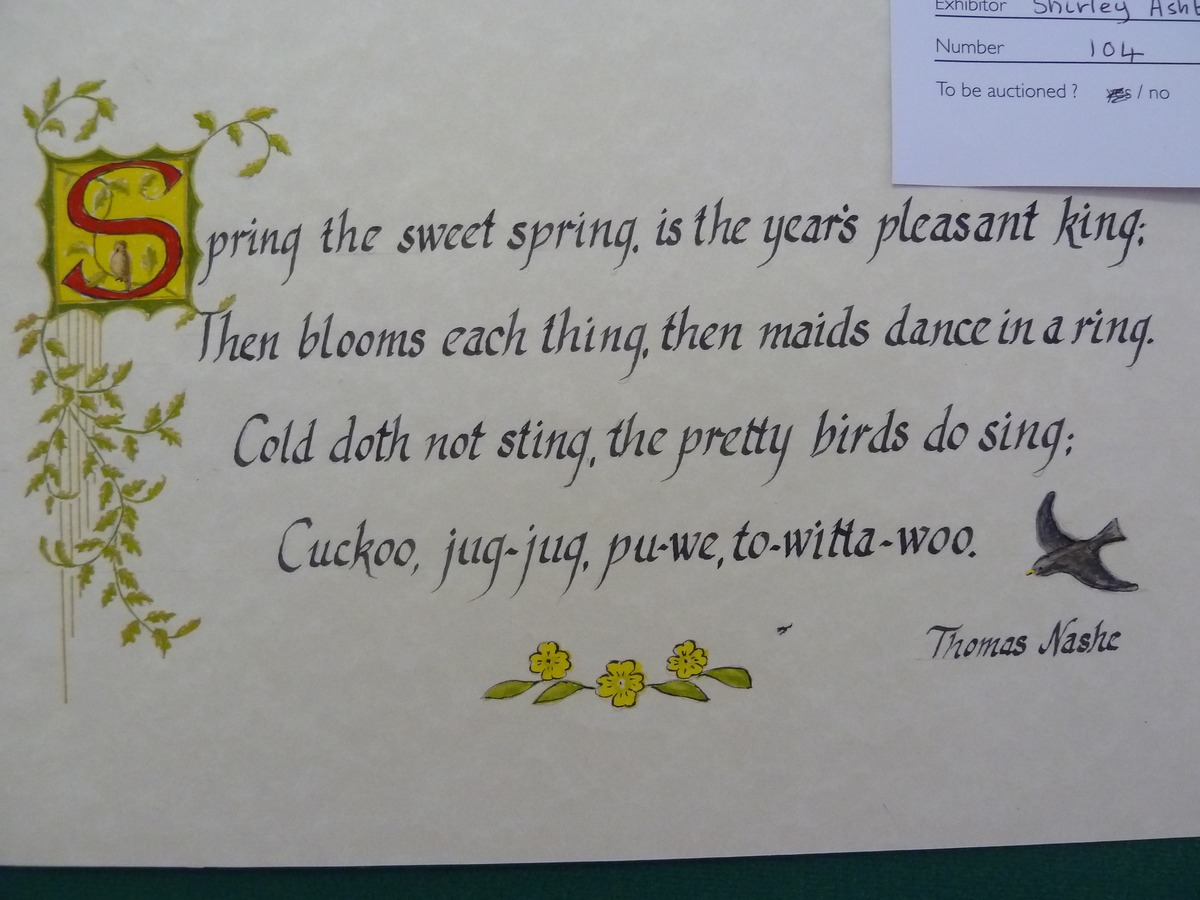 Exhibitor Shirley
Number 104
To be auctioned? yes / no
Spring the sweet spring, is the year's pleasant king;
Then blooms each thing, then maids dance in a ring.
Cold doth not sting, the pretty birds do sing;
Cuckoo, jug-jug, pu-we, to-witta-woo.
Thomas Nashe